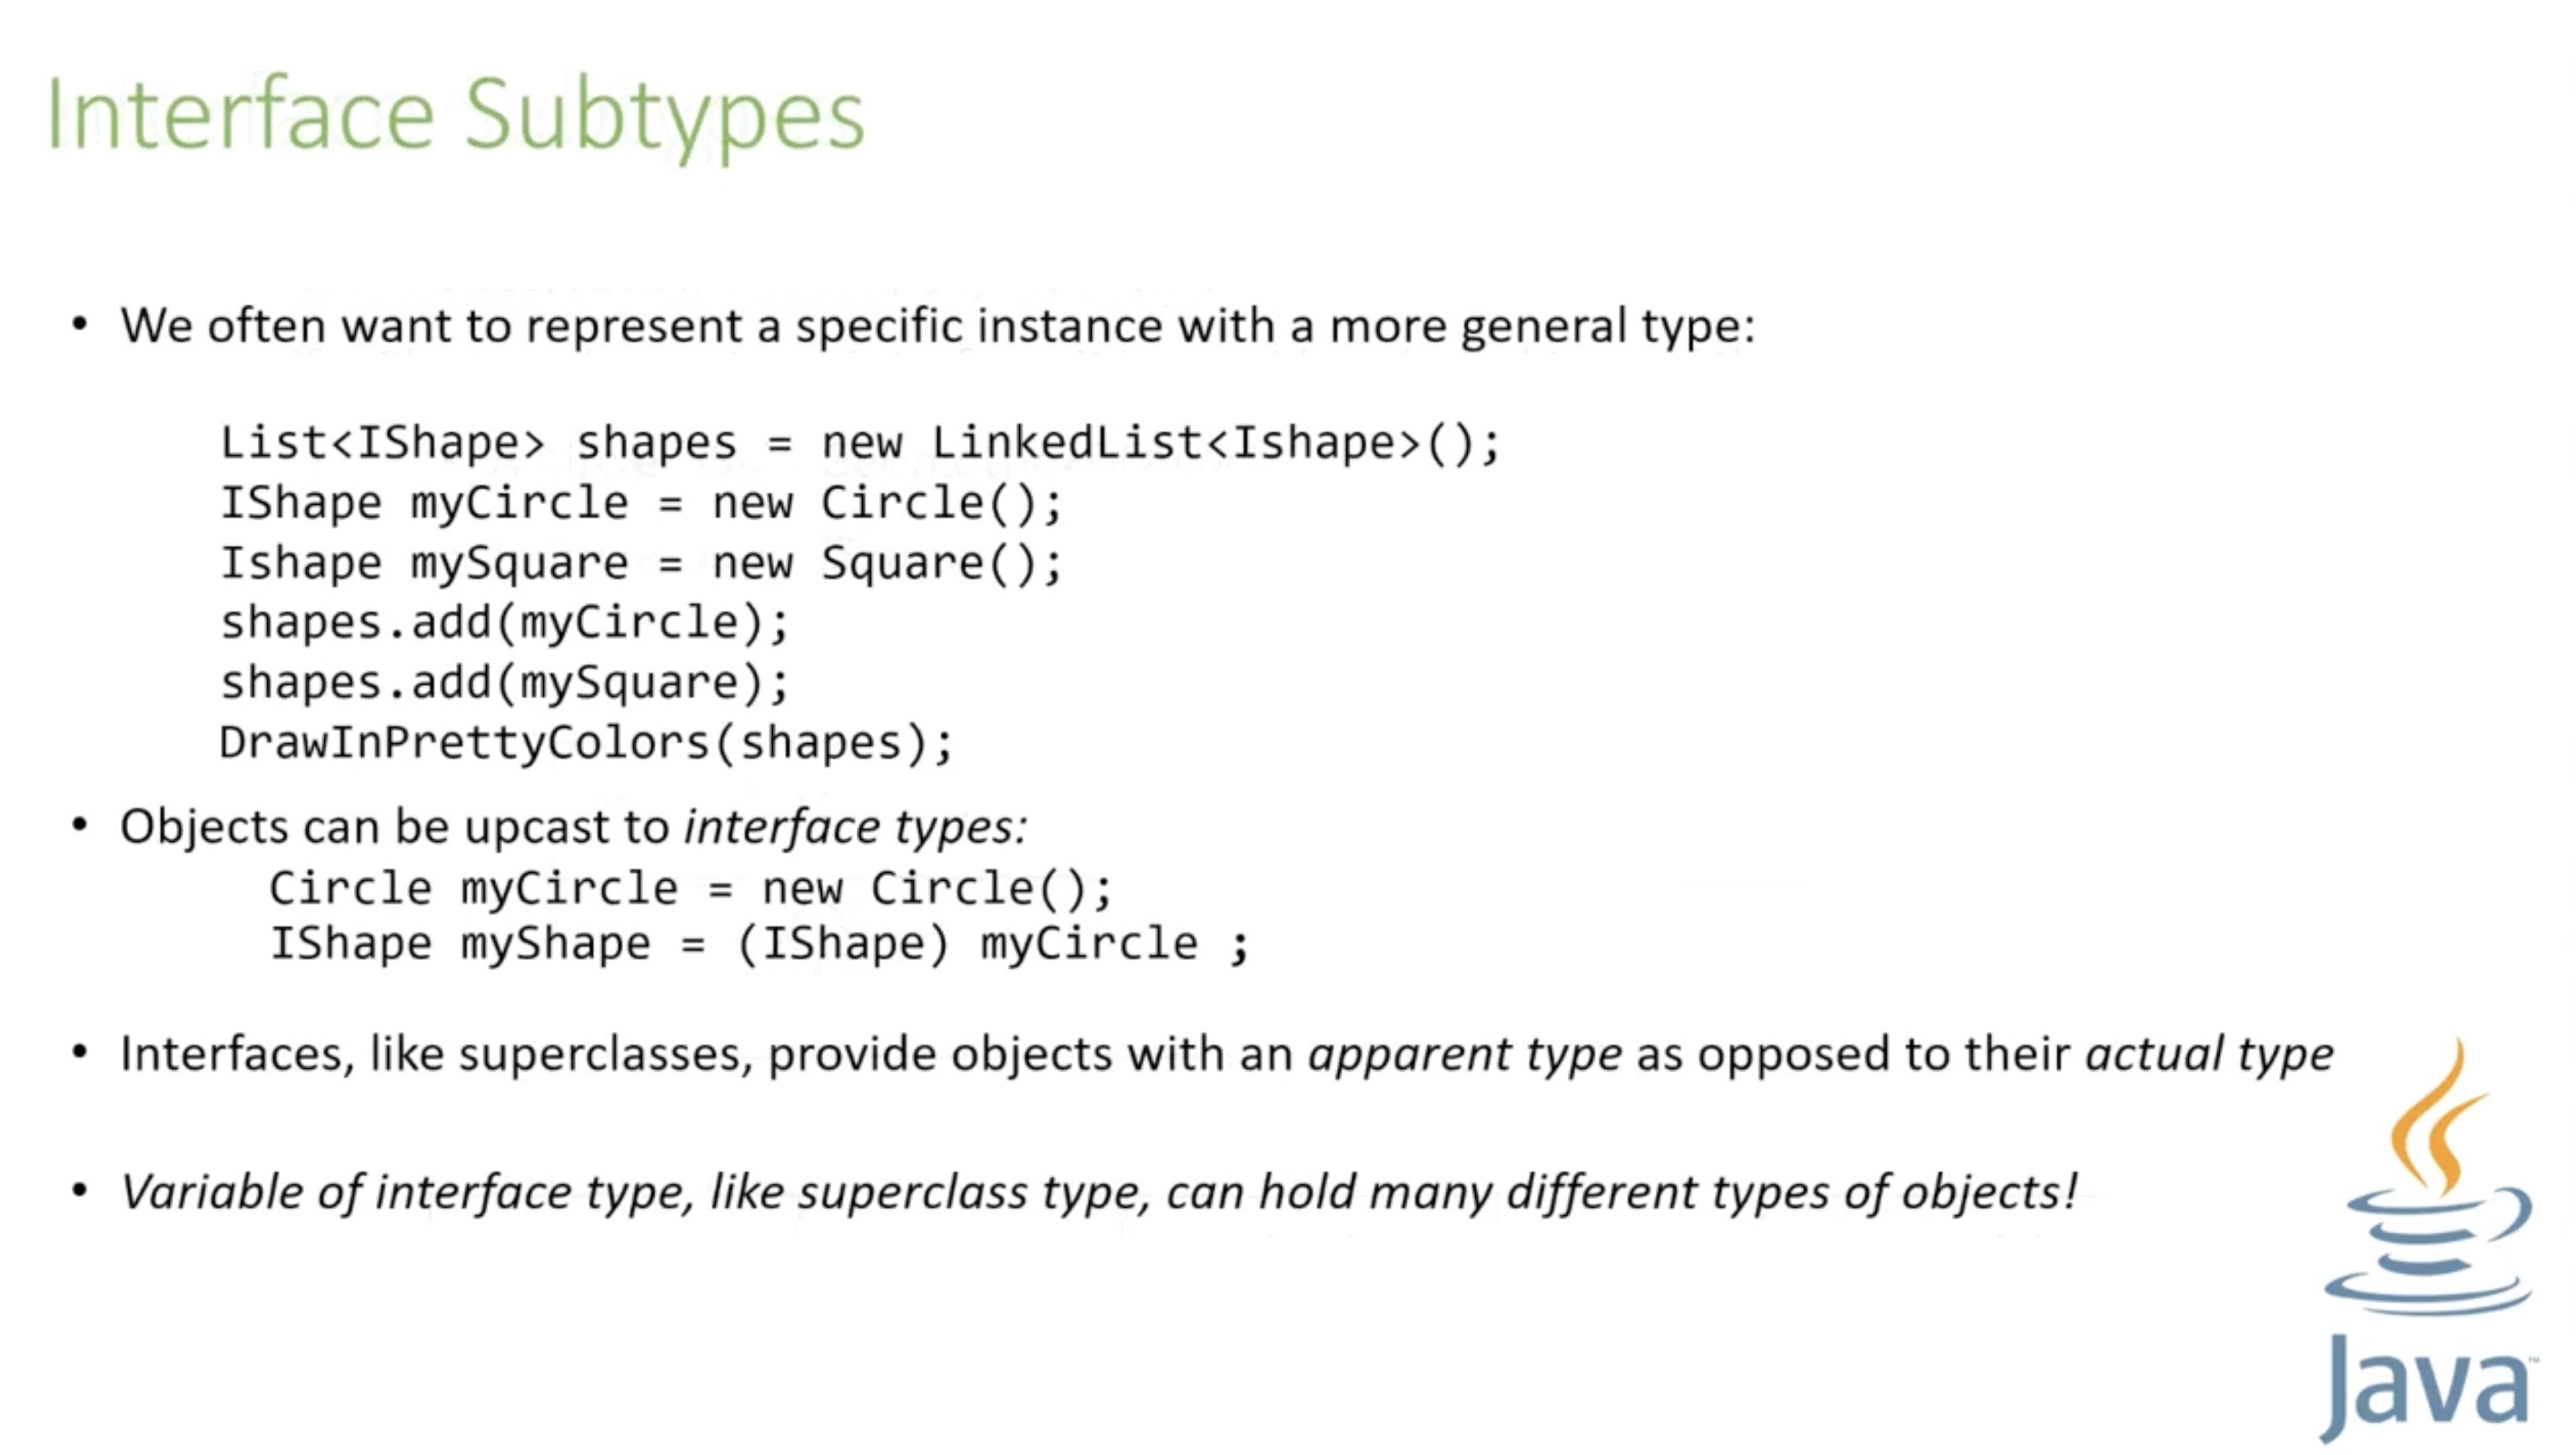 Interface Subtypes
• We often want to represent a specific instance with a more general type:
List<IShape> shapes = new LinkedList<Ishape>();
IShape myCircle = new Circle();
Ishape mySquare = new Square();
shapes.add(myCircle);
shapes.add(mySquare);
DrawInPrettyColors(shapes);
• Objects can be upcast to interface types:
Circle myCircle = new Circle();
IShape myShape = (IShape) myCircle ;
• Interfaces, like superclasses, provide objects with an apparent type as opposed to their actual type
• Variable of interface type, like superclass type, can hold many different types of objects!
Java™